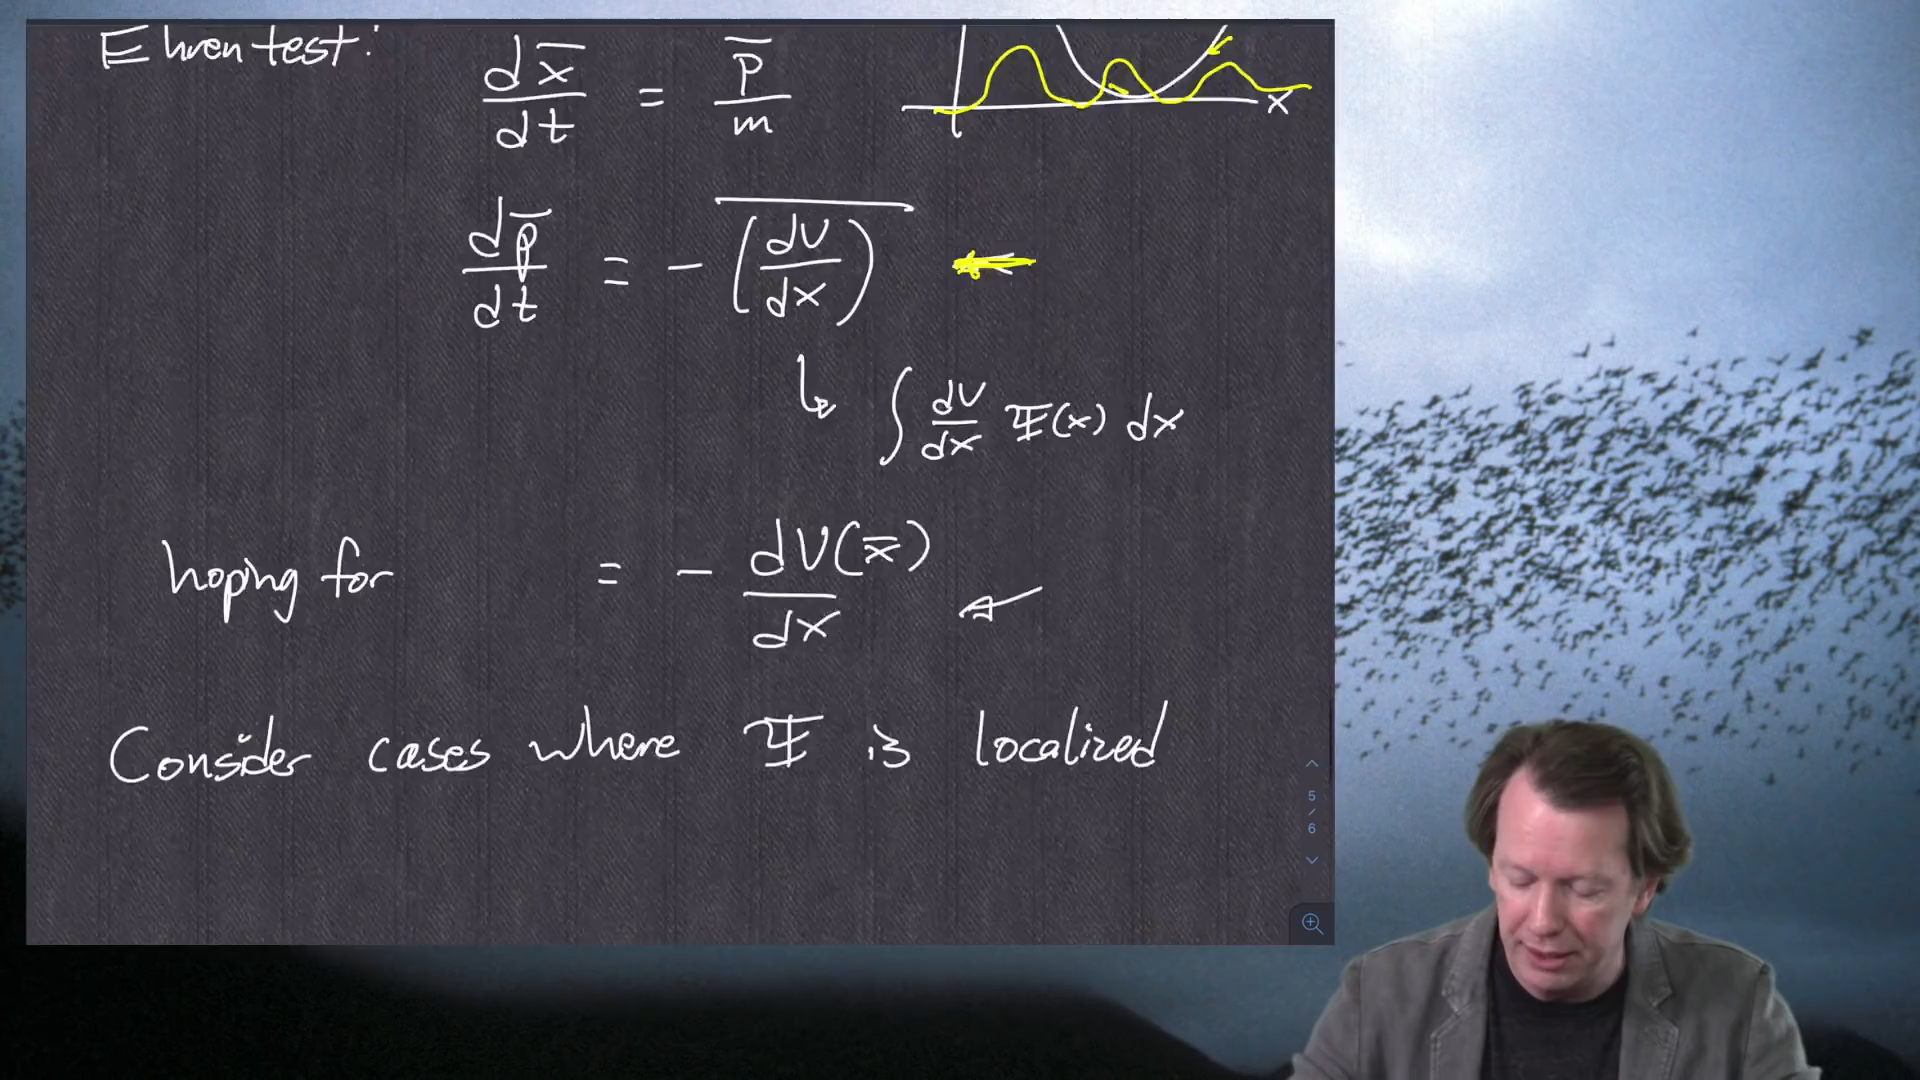 Ehrenfest:
dx̄/dt = p̄/m
x
dp̄/dt = - \overline{(dV/dx)} ←
↳ ∫ dV/dx Ψ(x) dx
hoping for = - dV(x̄)/dx ←
Consider cases where Ψ is localized
5
/
6